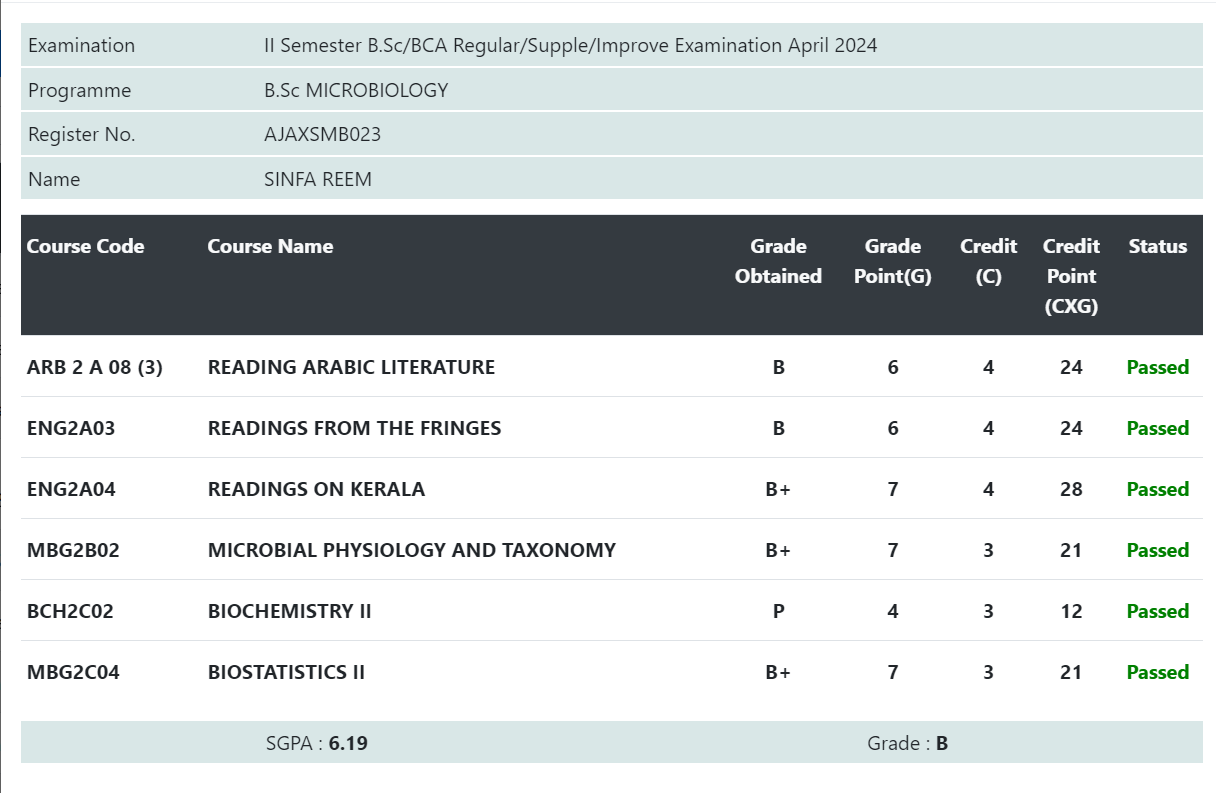 Examination II Semester B.Sc/BCA Regular/Supple/Improve Examination April 2024
Programme B.Sc MICROBIOLOGY
Register No. AJAXSMB023
Name SINFA REEM
Course Code Course Name Grade Obtained Grade Point(G) Credit (C) Credit Point (CXG) Status
ARB 2 A 08 (3) READING ARABIC LITERATURE B 6 4 24 Passed
ENG2A03 READINGS FROM THE FRINGES B 6 4 24 Passed
ENG2A04 READINGS ON KERALA B+ 7 4 28 Passed
MBG2B02 MICROBIAL PHYSIOLOGY AND TAXONOMY B+ 7 3 21 Passed
BCH2C02 BIOCHEMISTRY II P 4 3 12 Passed
MBG2C04 BIOSTATISTICS II B+ 7 3 21 Passed
SGPA : 6.19 Grade : B